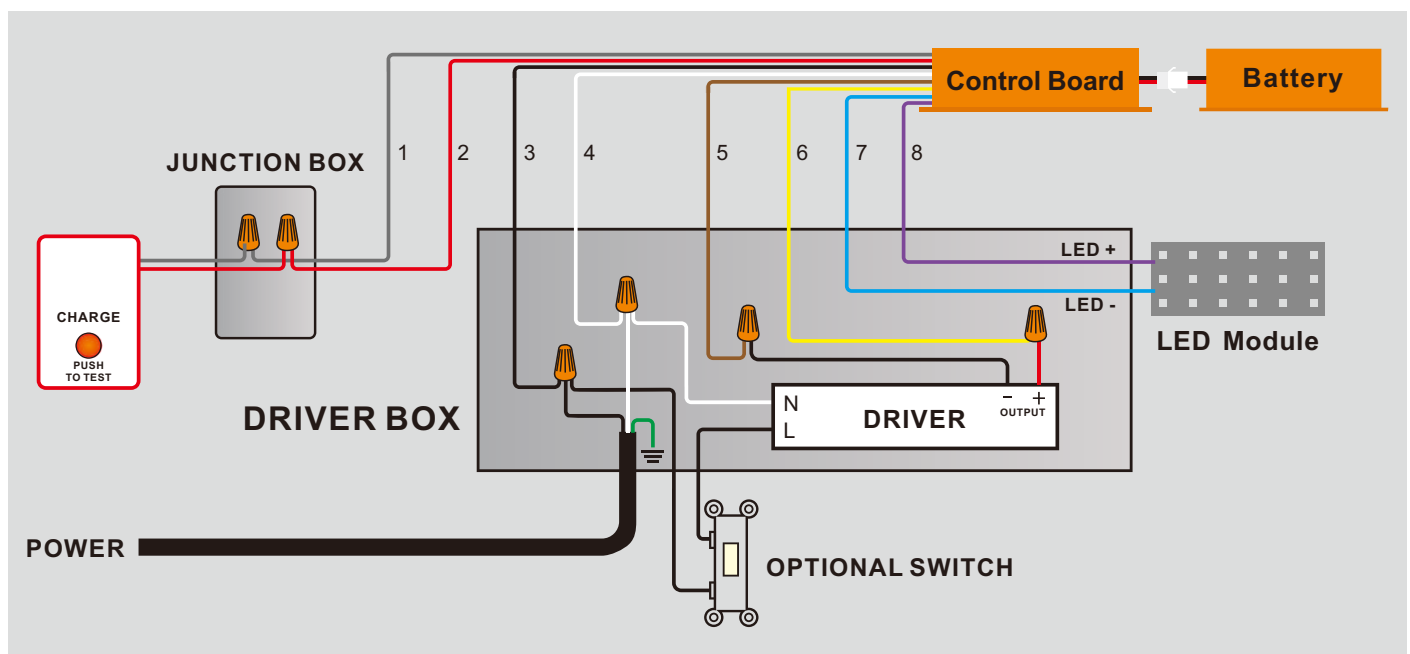 Control Board
Battery
1
2
3
4
5
6
7
8
JUNCTION BOX
LED +
LED -
CHARGE
PUSH
TO TEST
LED Module
DRIVER BOX
N
L
DRIVER
- +
OUTPUT
POWER
OPTIONAL SWITCH